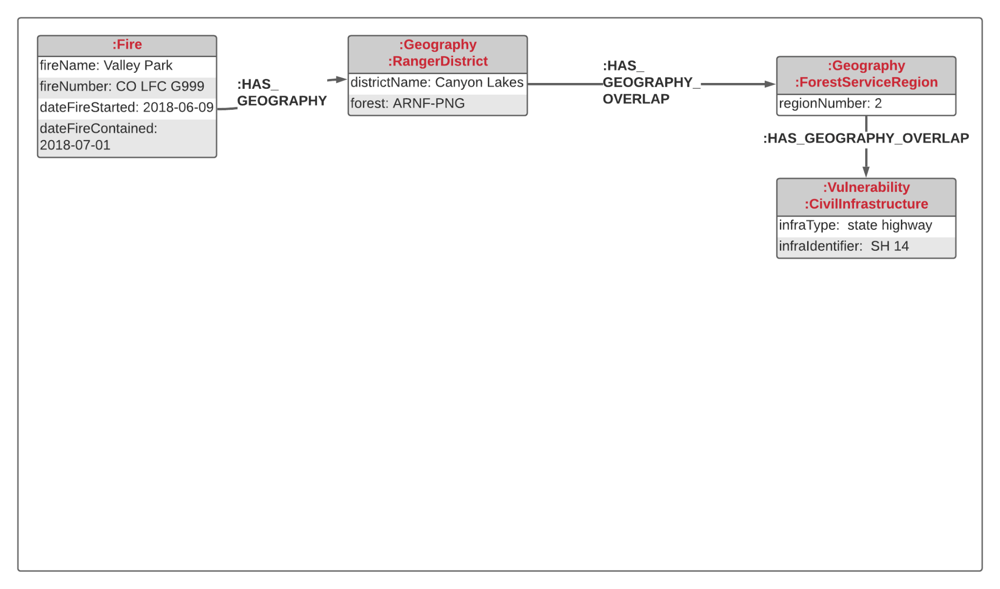 :Fire
fireName: Valley Park
fireNumber: CO LFC G999
dateFireStarted: 2018-06-09
dateFireContained:
2018-07-01
:HAS_
GEOGRAPHY
:Geography
:RangerDistrict
districtName: Canyon Lakes
forest: ARNF-PNG
:HAS_
GEOGRAPHY_
OVERLAP
:Geography
:ForestServiceRegion
regionNumber: 2
:HAS_GEOGRAPHY_OVERLAP
:Vulnerability
:CivilInfrastructure
infraType:  state highway
infraIdentifier:  SH 14